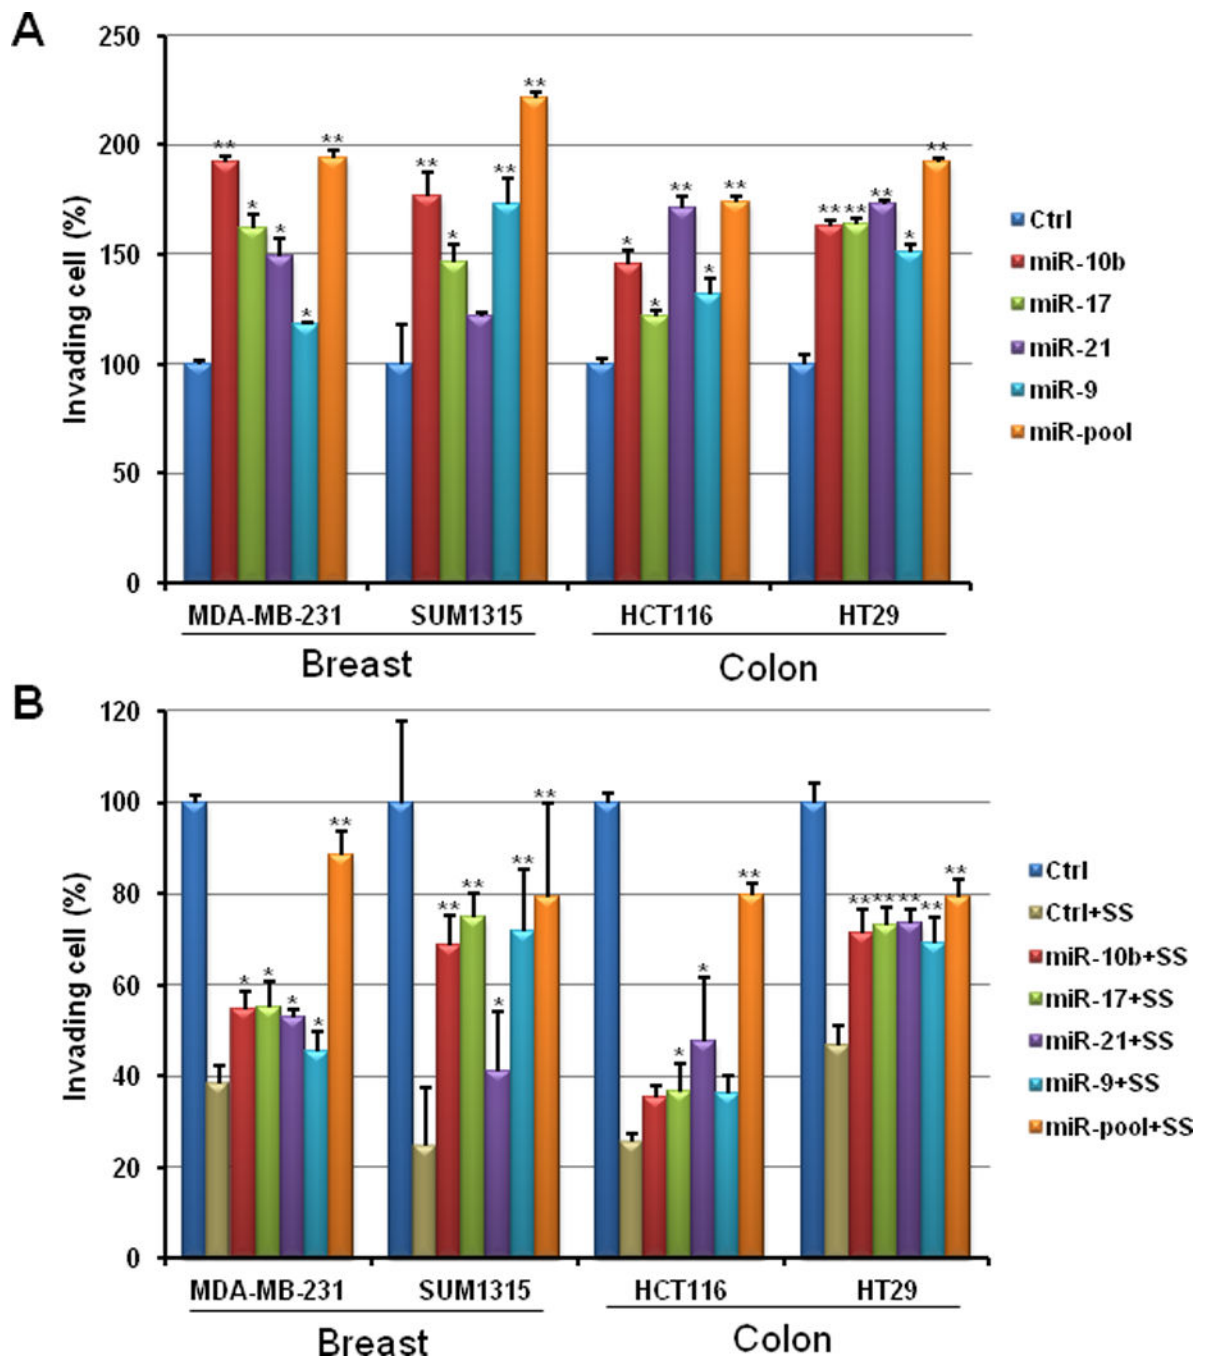 A
250
200
150
100
50
0
Invading cell (%)
** * * * **
** * ** **
* * ** * **
** ** ** * **
Ctrl
miR-10b
miR-17
miR-21
miR-9
miR-pool
MDA-MB-231 SUM1315 HCT116 HT29
Breast Colon
B
120
100
80
60
40
20
0
Invading cell (%)
* * * * **
** ** * ** **
* * **
** ** ** ** **
Ctrl
Ctrl+SS
miR-10b+SS
miR-17+SS
miR-21+SS
miR-9+SS
miR-pool+SS
MDA-MB-231 SUM1315 HCT116 HT29
Breast Colon